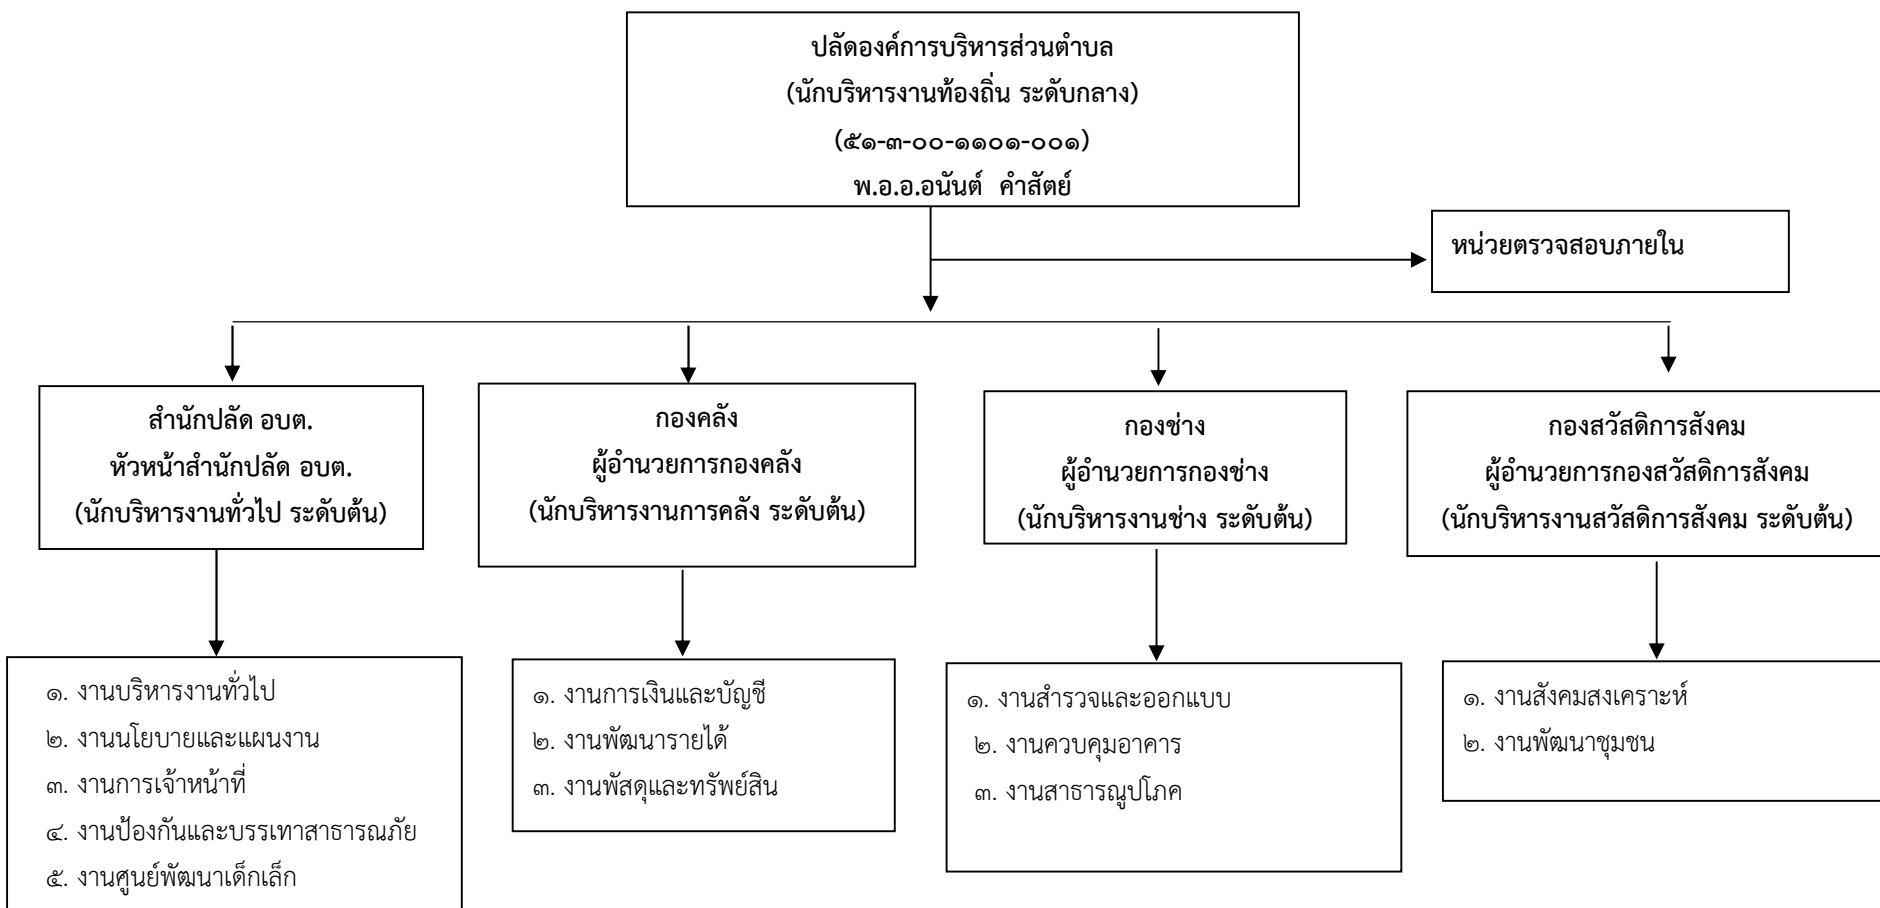 ปลัดองค์การบริหารส่วนตำบล
(นักบริหารงานท้องถิ่น ระดับกลาง)
(๕๑-๓-๐๐-๑๑๐๑-๐๐๑)
พ.อ.อ.อนันต์ คำสัตย์
หน่วยตรวจสอบภายใน
สำนักปลัด อบต.
หัวหน้าสำนักปลัด อบต.
(นักบริหารงานทั่วไป ระดับต้น)
กองคลัง
ผู้อำนวยการกองคลัง
(นักบริหารงานการคลัง ระดับต้น)
กองช่าง
ผู้อำนวยการกองช่าง
(นักบริหารงานช่าง ระดับต้น)
กองสวัสดิการสังคม
ผู้อำนวยการกองสวัสดิการสังคม
(นักบริหารงานสวัสดิการสังคม ระดับต้น)
๑. งานบริหารงานทั่วไป
๒. งานนโยบายและแผนงาน
๓. งานการเจ้าหน้าที่
๔. งานป้องกันและบรรเทาสาธารณภัย
๕. งานศูนย์พัฒนาเด็กเล็ก
๑. งานการเงินและบัญชี
๒. งานพัฒนารายได้
๓. งานพัสดุและทรัพย์สิน
๑. งานสำรวจและออกแบบ
๒. งานควบคุมอาคาร
๓. งานสาธารณูปโภค
๑. งานสังคมสงเคราะห์
๒. งานพัฒนาชุมชน